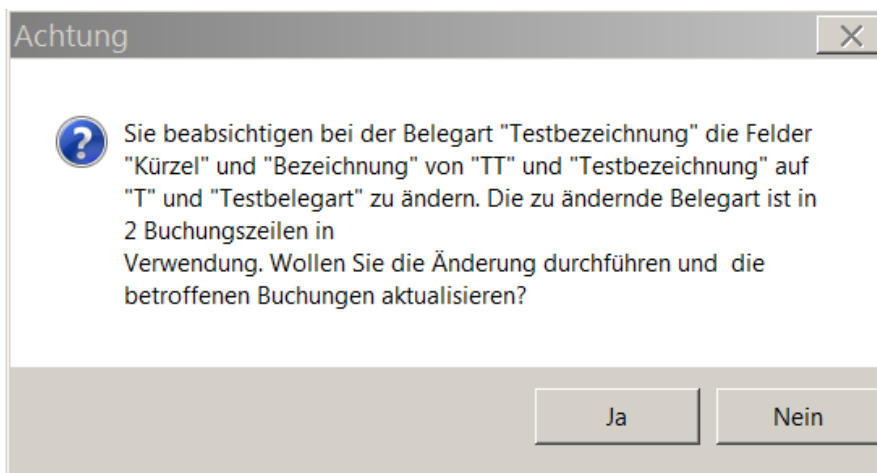 Achtung
Sie beabsichtigen bei der Belegart "Testbezeichnung" die Felder
"Kürzel" und "Bezeichnung" von "TT" und "Testbezeichnung" auf
"T" und "Testbelegart" zu ändern. Die zu ändernde Belegart ist in
2 Buchungszeilen in
Verwendung. Wollen Sie die Änderung durchführen und  die
betroffenen Buchungen aktualisieren?
Ja
Nein